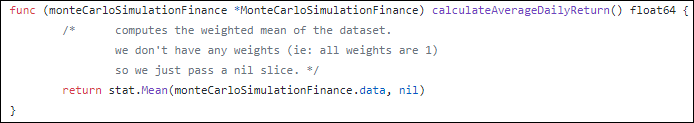 func (monteCarloSimulationFinance *MonteCarloSimulationFinance) calculateAverageDailyReturn() float64 {
/* computes the weighted mean of the dataset.
we don't have any weights (ie: all weights are 1)
so we just pass a nil slice. */
return stat.Mean(monteCarloSimulationFinance.data, nil)
}